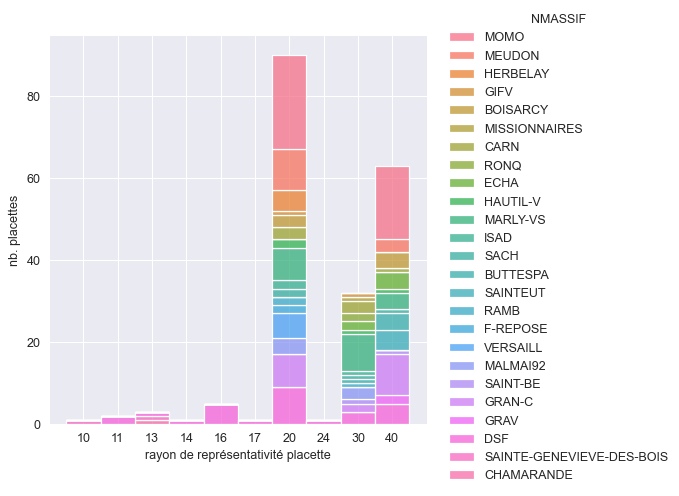 NMASSIF
MOMO
MEUDON
HERBELAY
GIFV
BOISARCY
MISSIONNAIRES
CARN
RONQ
ECHA
HAUTIL-V
MARLY-VS
ISAD
SACH
BUTTESPA
SAINTEUT
RAMB
F-REPOSE
VERSAILL
MALMAI92
SAINT-BE
GRAN-C
GRAV
DSF
SAINTE-GENEVIEVE-DES-BOIS
CHAMARANDE
nb. placettes
80
60
40
20
0
10 11 13 14 16 17 20 24 30 40
rayon de représentativité placette